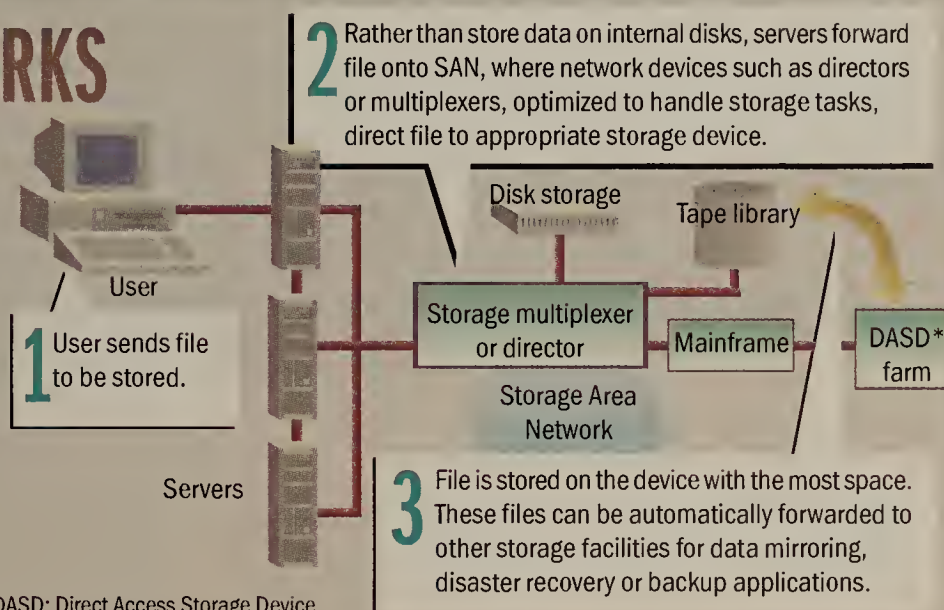 RKS
2 Rather than store data on internal disks, servers forward
file onto SAN, where network devices such as directors
or multiplexers, optimized to handle storage tasks,
direct file to appropriate storage device.
Disk storage
Tape library
User
1 User sends file
to be stored.
Storage multiplexer
or director
Mainframe
DASD*
farm
Storage Area
Network
Servers
3 File is stored on the device with the most space.
These files can be automatically forwarded to
other storage facilities for data mirroring,
disaster recovery or backup applications.
DASD: Direct Access Storage Device